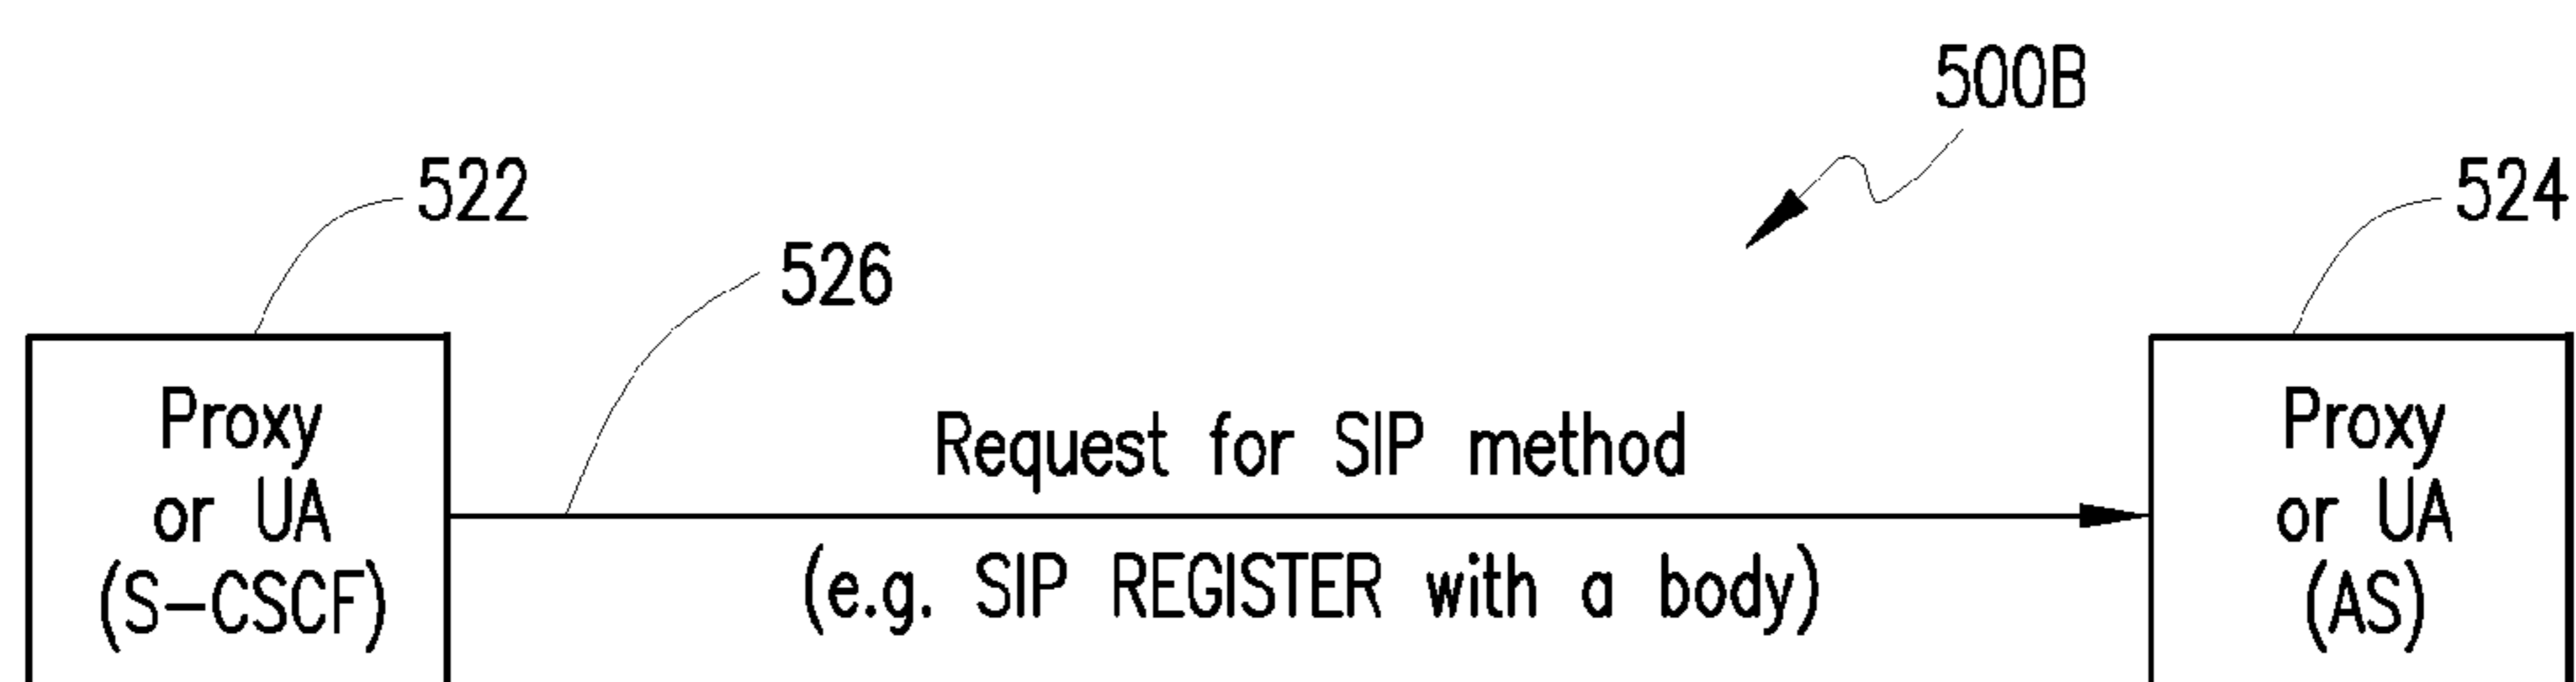 500B
522
524
526
Proxy
or UA
(S-CSCF)
Request for SIP method
(e.g. SIP REGISTER with a body)
Proxy
or UA
(AS)